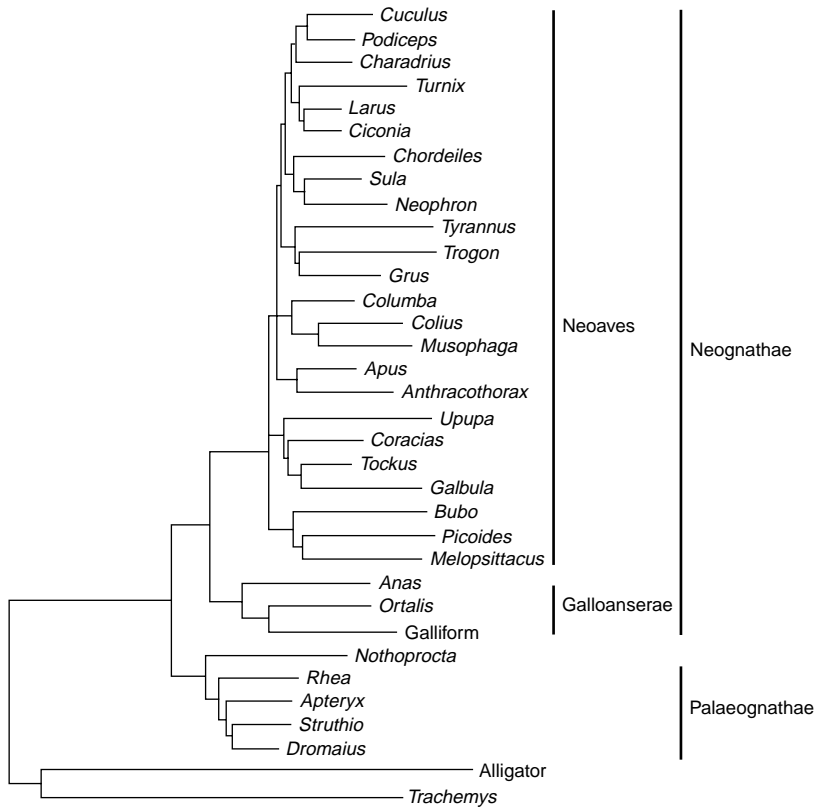 Cuculus
Podiceps
Charadrius
Turnix
Larus
Ciconia
Chordeiles
Sula
Neophron
Tyrannus
Trogon
Grus
Columba
Colius
Musophaga
Apus
Anthracothorax
Upupa
Coracias
Tockus
Galbula
Bubo
Picoides
Melopsittacus
Anas
Ortalis
Galliform
Nothoprocta
Rhea
Apteryx
Struthio
Dromaius
Alligator
Trachemys
Neoaves
Galloanserae
Neognathae
Palaeognathae